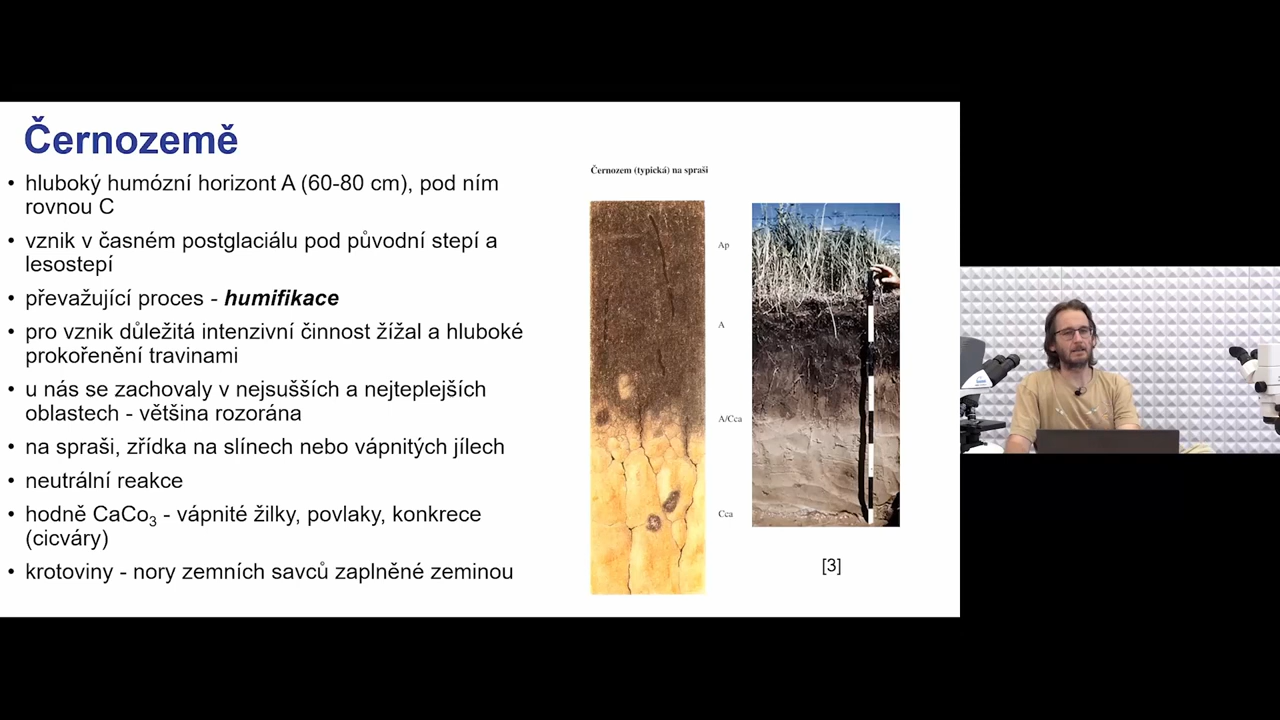 Černozemě
• hluboký humózní horizont A (60-80 cm), pod ním
rovnou C
• vznik v časném postglaciálu pod původní stepí a
lesostepí
• převažující proces - humifikace
• pro vznik důležitá intenzivní činnost žížal a hluboké
prokořenění travinami
• u nás se zachovaly v nejsušších a nejteplejších
oblastech - většina rozorána
• na spraši, zřídka na slínech nebo vápnitých jílech
• neutrální reakce
• hodně CaCo₃ - vápnité žilky, povlaky, konkrece
(cicváry)
• krotoviny - nory zemních savců zaplněné zeminou
Černozem (typická) na spraši
Ap
A
A/Cca
Cca
[3]